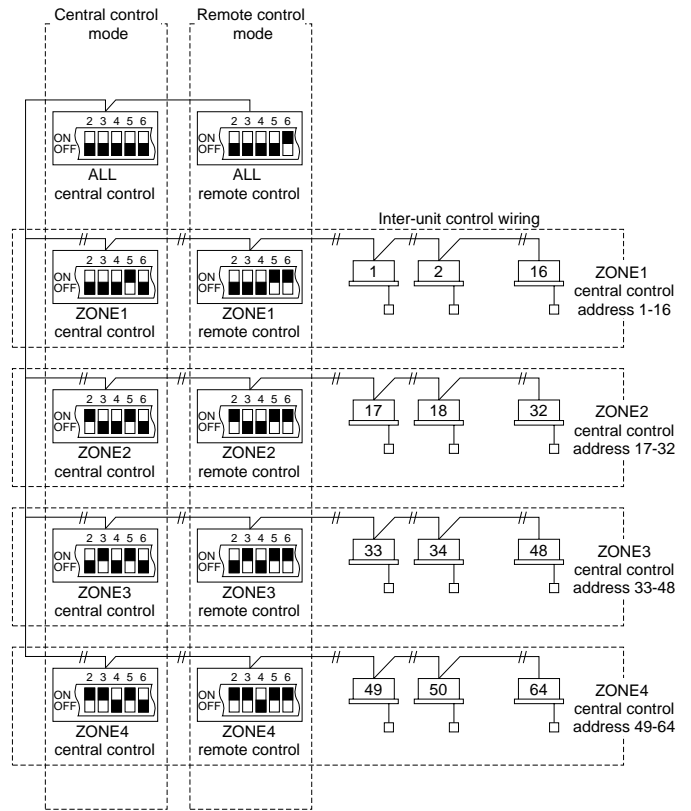 Central control mode
Remote control mode
2 3 4 5 6
ON
OFF
ALL
central control
2 3 4 5 6
ON
OFF
ALL
remote control
Inter-unit control wiring
2 3 4 5 6
ON
OFF
ZONE1
central control
2 3 4 5 6
ON
OFF
ZONE1
remote control
1
2
16
ZONE1
central control
address 1-16
2 3 4 5 6
ON
OFF
ZONE2
central control
2 3 4 5 6
ON
OFF
ZONE2
remote control
17
18
32
ZONE2
central control
address 17-32
2 3 4 5 6
ON
OFF
ZONE3
central control
2 3 4 5 6
ON
OFF
ZONE3
remote control
33
34
48
ZONE3
central control
address 33-48
2 3 4 5 6
ON
OFF
ZONE4
central control
2 3 4 5 6
ON
OFF
ZONE4
remote control
49
50
64
ZONE4
central control
address 49-64